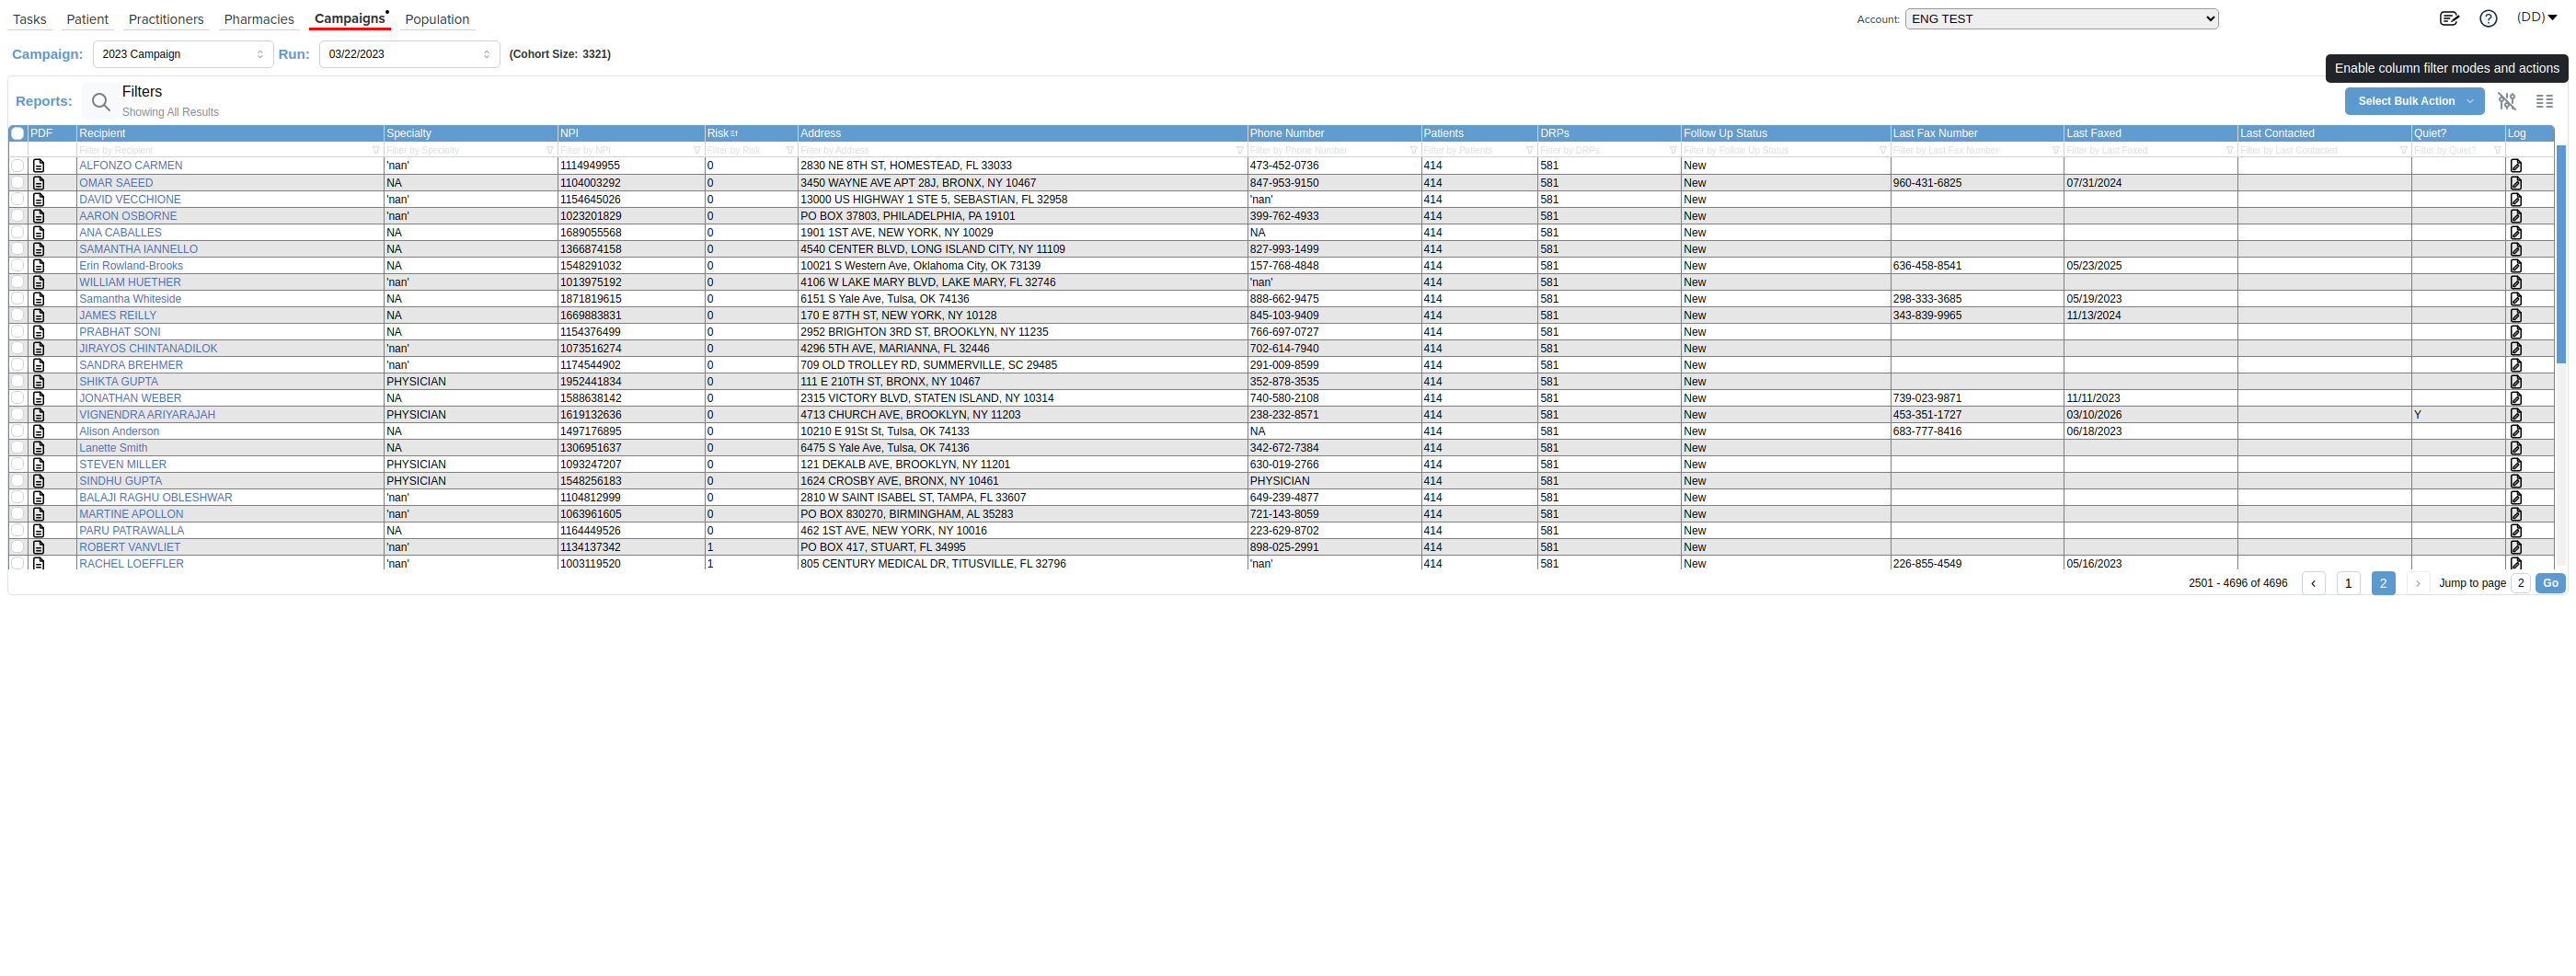 Tasks Patient Practitioners Pharmacies Campaigns Population Account: ENG TEST (DD)
Campaign: 2023 Campaign Run: 03/22/2023 (Cohort Size: 3321)
Enable column filter modes and actions
Reports: Filters
Showing All Results
Select Bulk Action
PDF Recipient Specialty NPI Risk Address Phone Number Patients DRPs Follow Up Status Last Fax Number Last Faxed Last Contacted Quiet? Log
Filter by Recipient Filter by Specialty Filter by NPI Filter by Risk Filter by Address Filter by Phone Number Filter by Patients Filter by DRPs Filter by Follow Up Status Filter by Last Fax Number Filter by Last Faxed Filter by Last Contacted Filter by Quiet?
ALFONZO CARMEN 'nan' 1114949955 0 2830 NE 8TH ST, HOMESTEAD, FL 33033 473-452-0736 414 581 New
OMAR SAEED NA 1104003292 0 3450 WAYNE AVE APT 28J, BRONX, NY 10467 847-953-9150 414 581 New 960-431-6825 07/31/2024
DAVID VECCHIONE 'nan' 1154645026 0 13000 US HIGHWAY 1 STE 5, SEBASTIAN, FL 32958 'nan' 414 581 New
AARON OSBORNE 'nan' 1023201829 0 PO BOX 37803, PHILADELPHIA, PA 19101 399-762-4933 414 581 New
ANA CABALLES NA 1689055568 0 1901 1ST AVE, NEW YORK, NY 10029 NA 414 581 New
SAMANTHA IANNELLO NA 1366874158 0 4540 CENTER BLVD, LONG ISLAND CITY, NY 11109 827-993-1499 414 581 New
Erin Rowland-Brooks NA 1548291032 0 10021 S Western Ave, Oklahoma City, OK 73139 157-768-4848 414 581 New 636-458-8541 05/23/2025
WILLIAM HUETHER 'nan' 1013975192 0 4106 W LAKE MARY BLVD, LAKE MARY, FL 32746 'nan' 414 581 New
Samantha Whiteside NA 1871819615 0 6151 S Yale Ave, Tulsa, OK 74136 888-662-9475 414 581 New 298-333-3685 05/19/2023
JAMES REILLY NA 1669883831 0 170 E 87TH ST, NEW YORK, NY 10128 845-103-9409 414 581 New 343-839-9965 11/13/2024
PRABHAT SONI NA 1154376499 0 2952 BRIGHTON 3RD ST, BROOKLYN, NY 11235 766-697-0727 414 581 New
JIRAYOS CHINTANADILOK 'nan' 1073516274 0 4296 5TH AVE, MARIANNA, FL 32446 702-614-7940 414 581 New
SANDRA BREHMER 'nan' 1174544902 0 709 OLD TROLLEY RD, SUMMERVILLE, SC 29485 291-009-8599 414 581 New
SHIKTA GUPTA PHYSICIAN 1952441834 0 111 E 210TH ST, BRONX, NY 10467 352-878-3535 414 581 New
JONATHAN WEBER NA 1588638142 0 2315 VICTORY BLVD, STATEN ISLAND, NY 10314 740-580-2108 414 581 New 739-023-9871 11/11/2023
VIGNENDRA ARIYARAJAH PHYSICIAN 1619132636 0 4713 CHURCH AVE, BROOKLYN, NY 11203 238-232-8571 414 581 New 453-351-1727 03/10/2026 Y
Alison Anderson NA 1497176895 0 10210 E 91St St, Tulsa, OK 74133 NA 414 581 New 683-777-8416 06/18/2023
Lanette Smith NA 1306951637 0 6475 S Yale Ave, Tulsa, OK 74136 342-672-7384 414 581 New
STEVEN MILLER PHYSICIAN 1093247207 0 121 DEKALB AVE, BROOKLYN, NY 11201 630-019-2766 414 581 New
SINDHU GUPTA PHYSICIAN 1548256183 0 1624 CROSBY AVE, BRONX, NY 10461 PHYSICIAN 414 581 New
BALAJI RAGHU OBLESHWAR 'nan' 1104812999 0 2810 W SAINT ISABEL ST, TAMPA, FL 33607 649-239-4877 414 581 New
MARTINE APOLLON 'nan' 1063961605 0 PO BOX 830270, BIRMINGHAM, AL 35283 721-143-8059 414 581 New
PARU PATRAWALLA NA 1164449526 0 462 1ST AVE, NEW YORK, NY 10016 223-629-8702 414 581 New
ROBERT VANVLIET 'nan' 1134137342 1 PO BOX 417, STUART, FL 34995 898-025-2991 414 581 New
RACHEL LOEFFLER 'nan' 1003119520 1 805 CENTURY MEDICAL DR, TITUSVILLE, FL 32796 'nan' 414 581 New 226-855-4549 05/16/2023
2501 - 4696 of 4696 1 2 Jump to page 2 Go